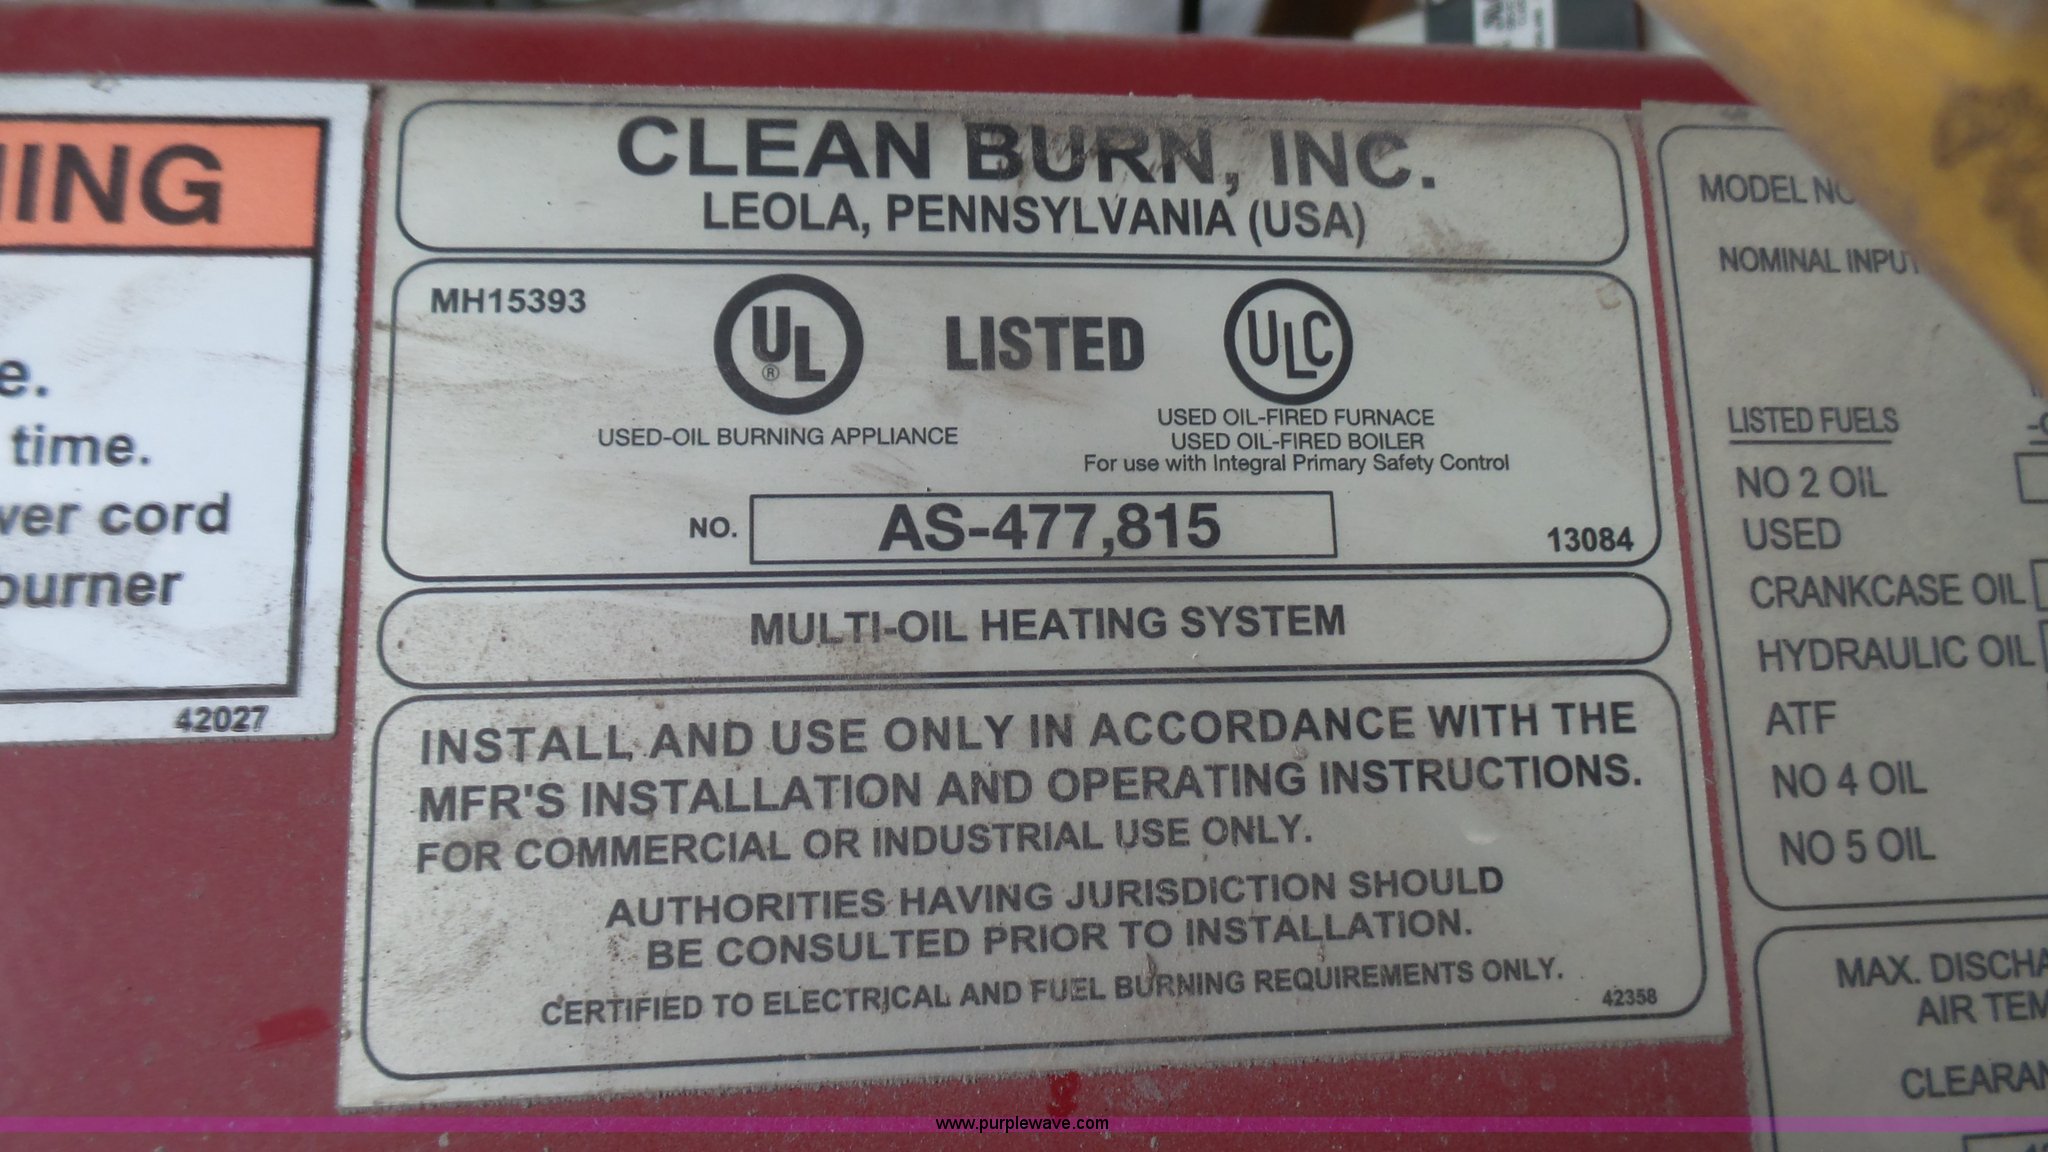 e.
time.
cord
burner
42027
CLEAN BURN, INC.
LEOLA, PENNSYLVANIA (USA)
MH15393
UL
®
LISTED
ULC
USED-OIL BURNING APPLIANCE
USED OIL-FIRED FURNACE
USED OIL-FIRED BOILER
For use with Integral Primary Safety Control
NO. AS-477,815
13084
MULTI-OIL HEATING SYSTEM
INSTALL AND USE ONLY IN ACCORDANCE WITH THE
MFR'S INSTALLATION AND OPERATING INSTRUCTIONS.
FOR COMMERCIAL OR INDUSTRIAL USE ONLY.
AUTHORITIES HAVING JURISDICTION SHOULD
BE CONSULTED PRIOR TO INSTALLATION.
CERTIFIED TO ELECTRICAL AND FUEL BURNING REQUIREMENTS ONLY.
42358
MODEL NO
NOMINAL INPUT
LISTED FUELS
NO 2 OIL
USED
CRANKCASE OIL
HYDRAULIC OIL
ATF
NO 4 OIL
NO 5 OIL
MAX. DISCHA
AIR TEM
CLEARAN
www.purplewave.com